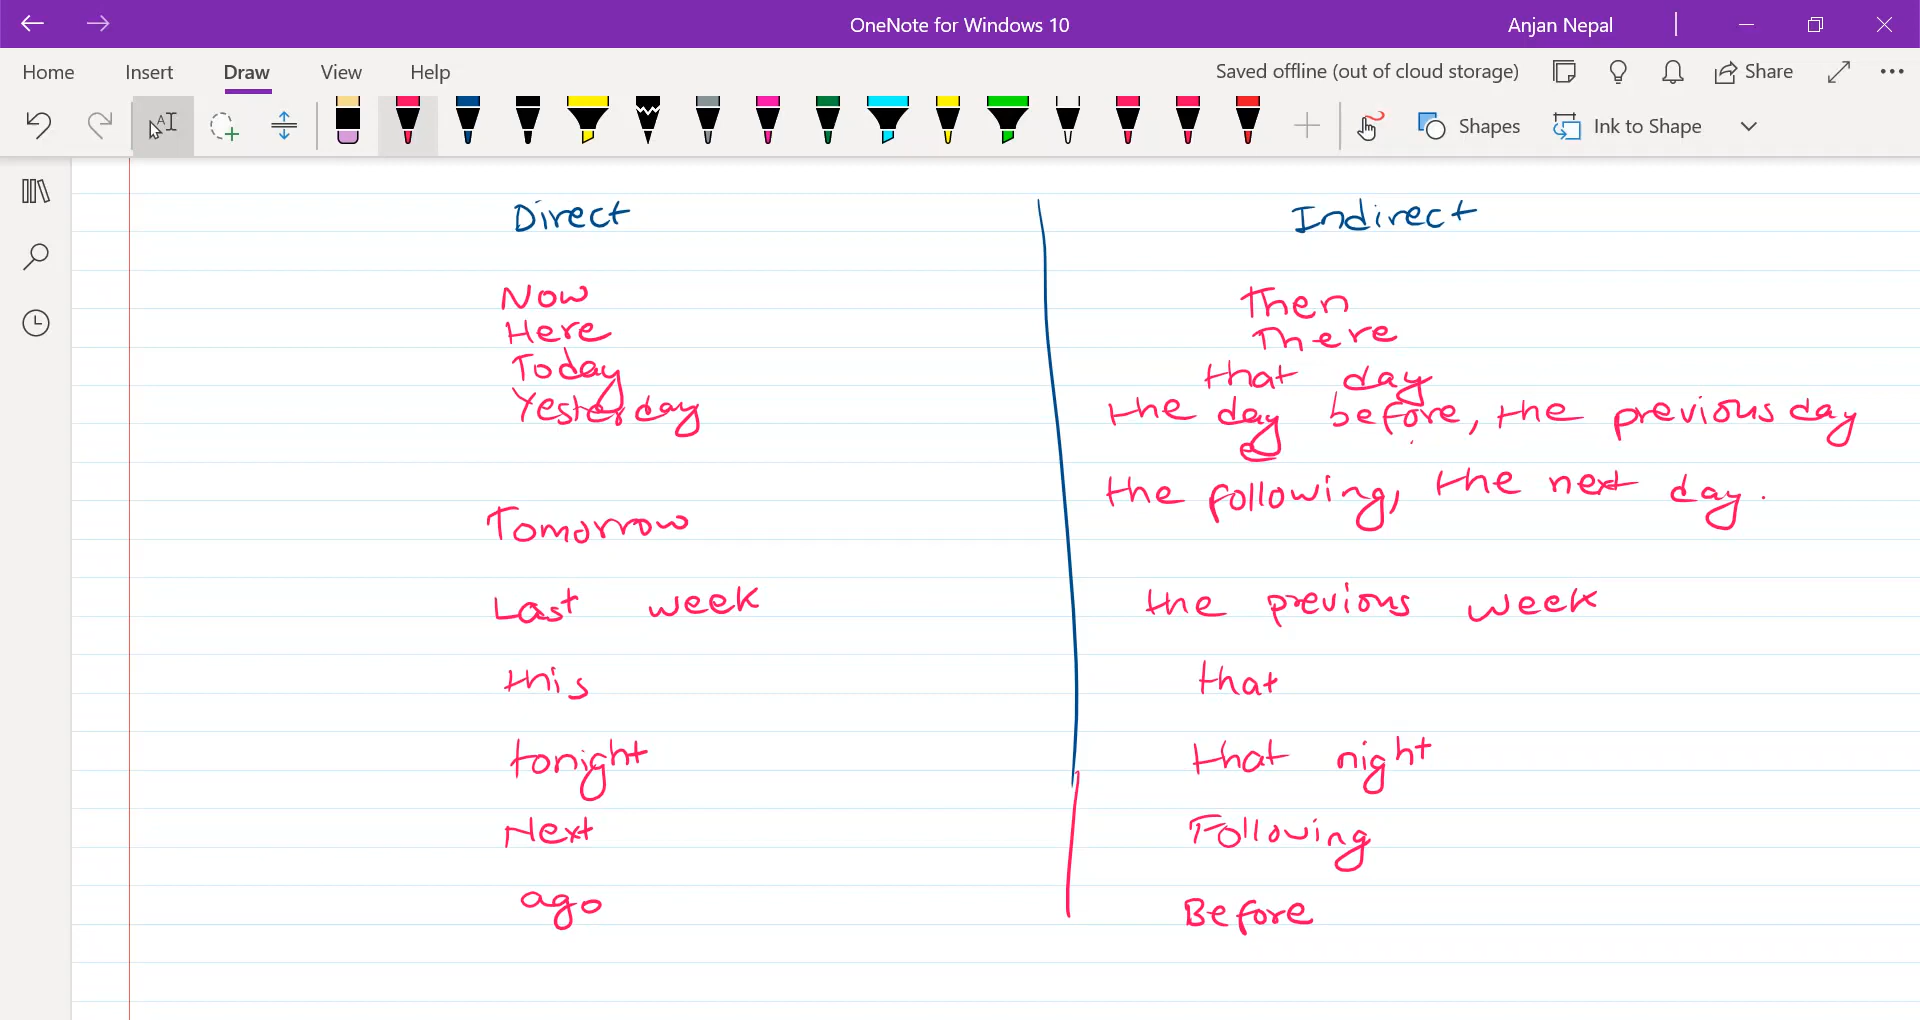 OneNote for Windows 10
Anjan Nepal
Home Insert Draw View Help
Saved offline (out of cloud storage)
Share
Shapes
Ink to Shape
Direct Indirect
Now Then
Here There
Today that day
Yesterday the day before, the previous day
Tomorrow the following, the next day.
Last week the previous week
this that
tonight that night
Next Following
ago Before